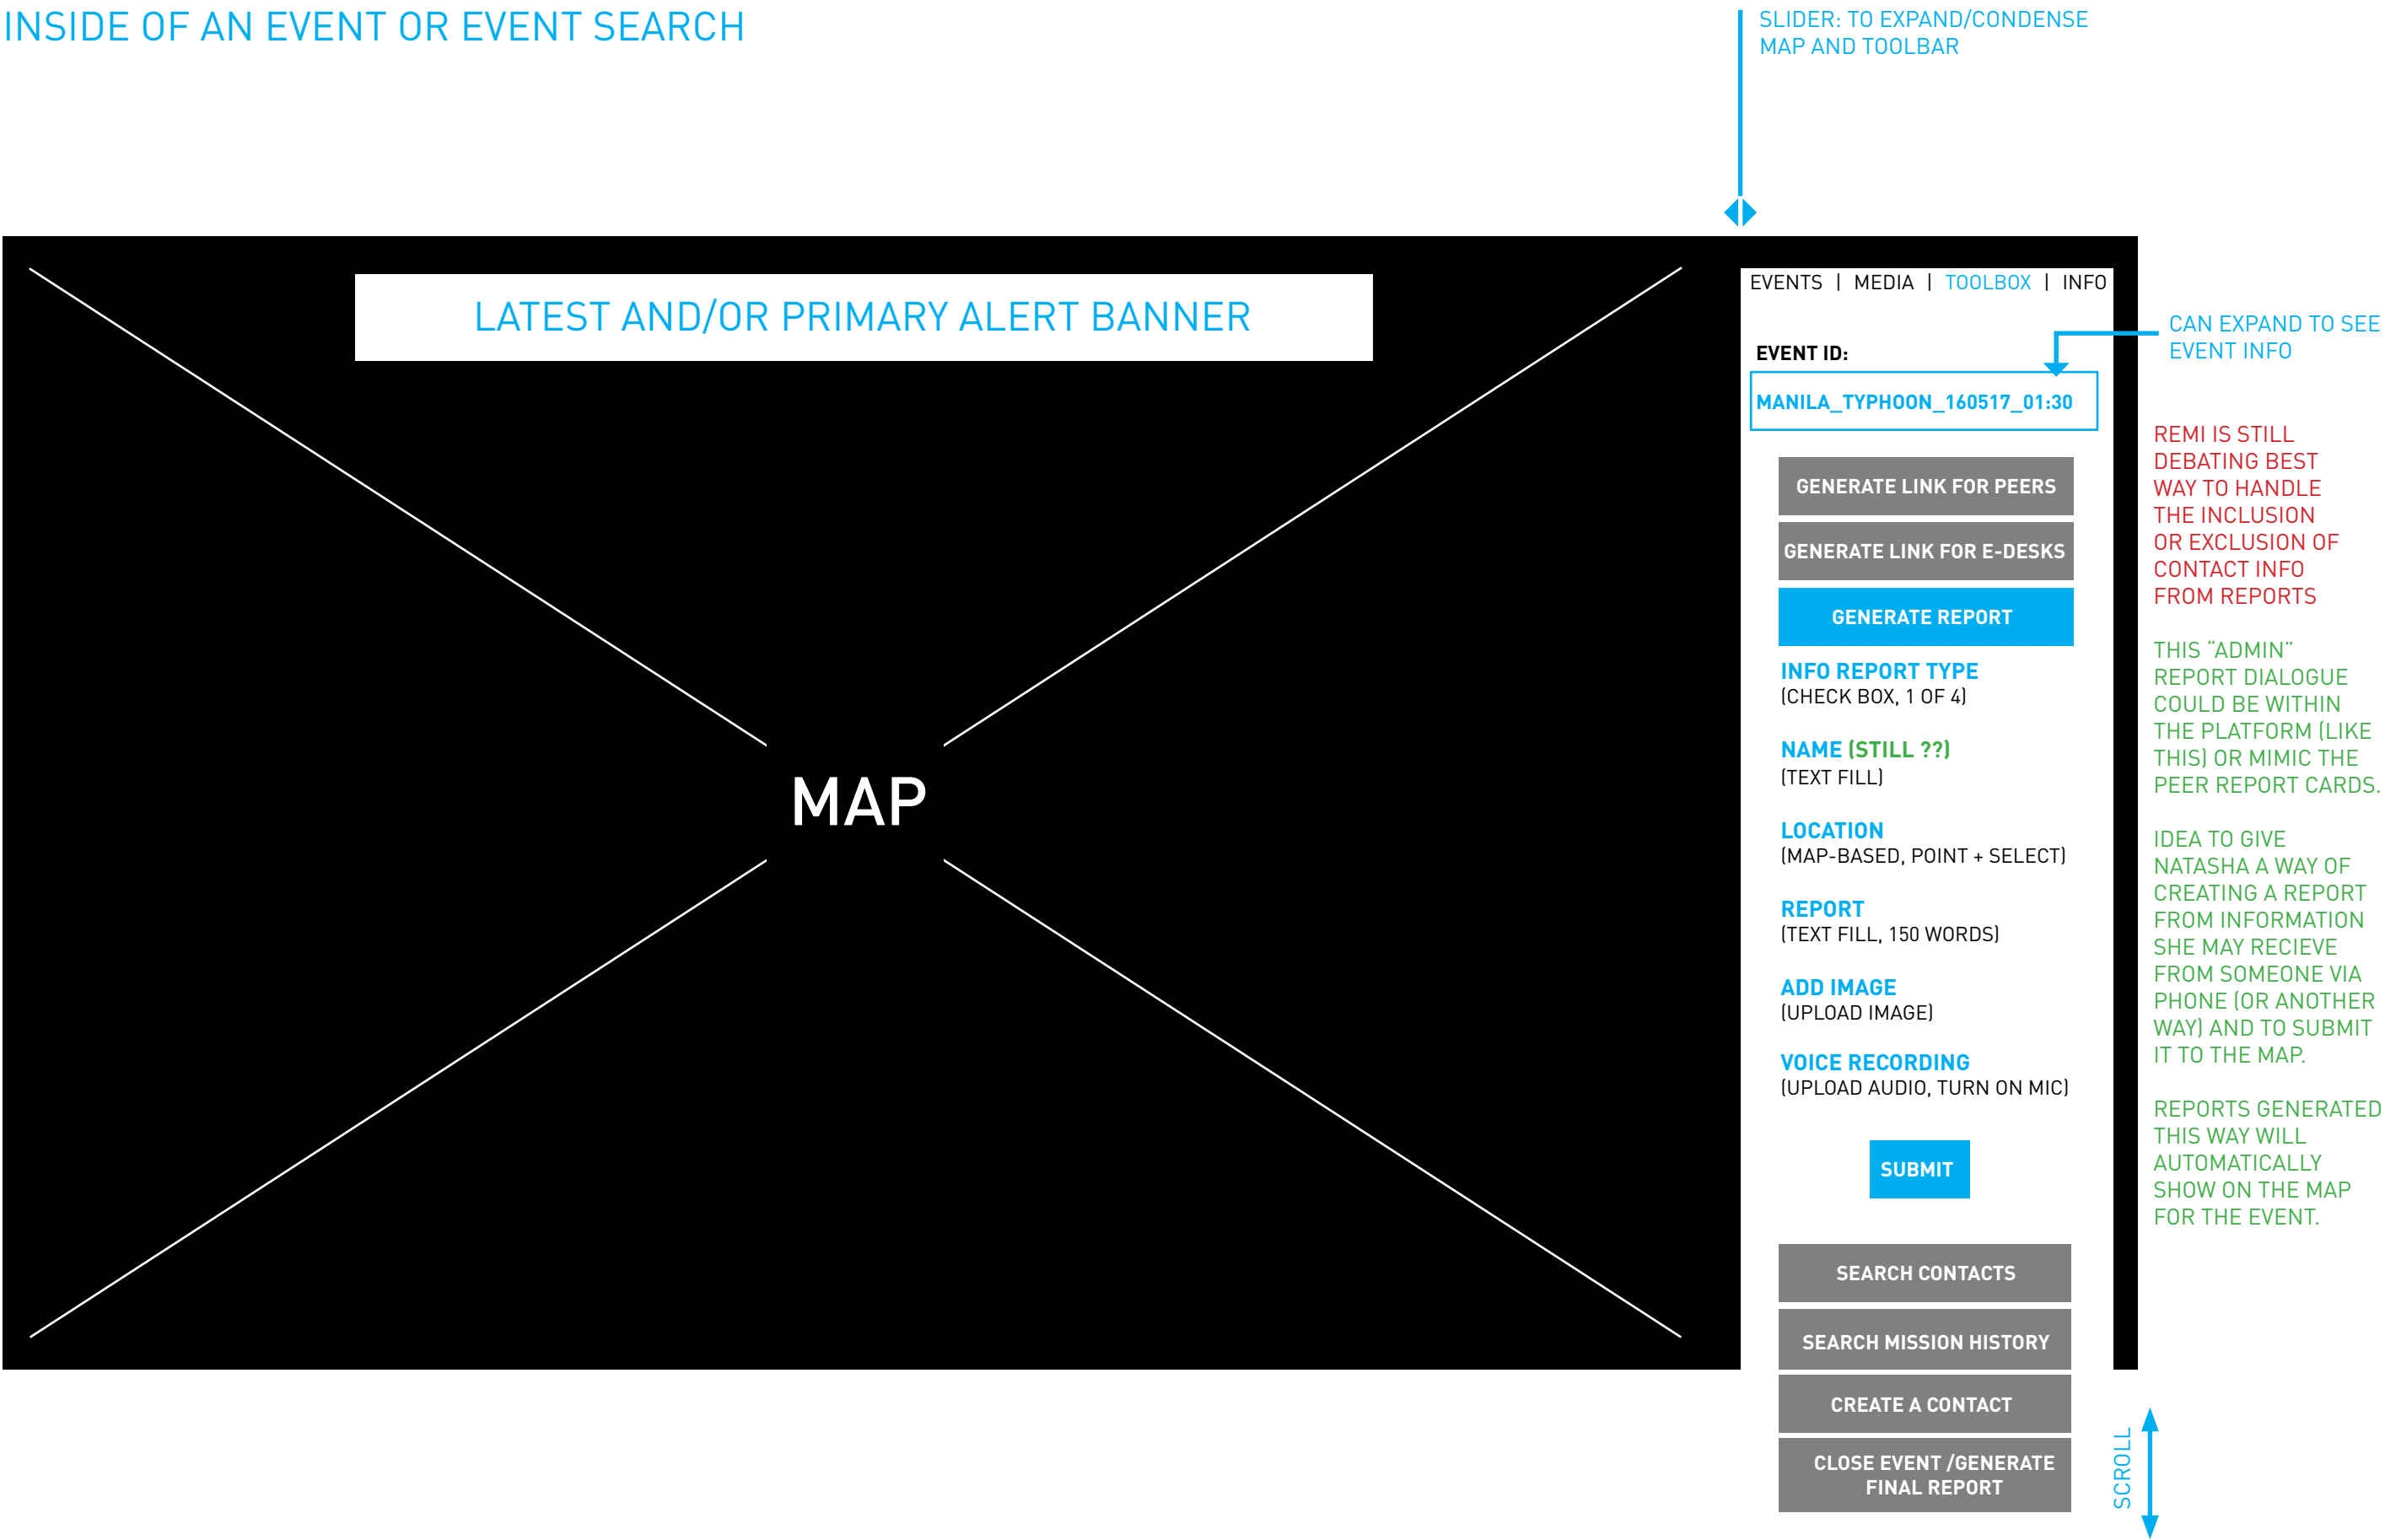 INSIDE OF AN EVENT OR EVENT SEARCH
SLIDER: TO EXPAND/CONDENSE
MAP AND TOOLBAR
LATEST AND/OR PRIMARY ALERT BANNER
MAP
EVENTS | MEDIA | TOOLBOX | INFO
EVENT ID:
MANILA_TYPHOON_160517_01:30
CAN EXPAND TO SEE
EVENT INFO
GENERATE LINK FOR PEERS
GENERATE LINK FOR E-DESKS
GENERATE REPORT
INFO REPORT TYPE
(CHECK BOX, 1 OF 4)
NAME (STILL ??)
(TEXT FILL)
LOCATION
(MAP-BASED, POINT + SELECT)
REPORT
(TEXT FILL, 150 WORDS)
ADD IMAGE
(UPLOAD IMAGE)
VOICE RECORDING
(UPLOAD AUDIO, TURN ON MIC)
SUBMIT
SEARCH CONTACTS
SEARCH MISSION HISTORY
CREATE A CONTACT
CLOSE EVENT /GENERATE
FINAL REPORT
SCROLL
REMI IS STILL
DEBATING BEST
WAY TO HANDLE
THE INCLUSION
OR EXCLUSION OF
CONTACT INFO
FROM REPORTS
THIS “ADMIN”
REPORT DIALOGUE
COULD BE WITHIN
THE PLATFORM (LIKE
THIS) OR MIMIC THE
PEER REPORT CARDS.
IDEA TO GIVE
NATASHA A WAY OF
CREATING A REPORT
FROM INFORMATION
SHE MAY RECIEVE
FROM SOMEONE VIA
PHONE (OR ANOTHER
WAY) AND TO SUBMIT
IT TO THE MAP.
REPORTS GENERATED
THIS WAY WILL
AUTOMATICALLY
SHOW ON THE MAP
FOR THE EVENT.